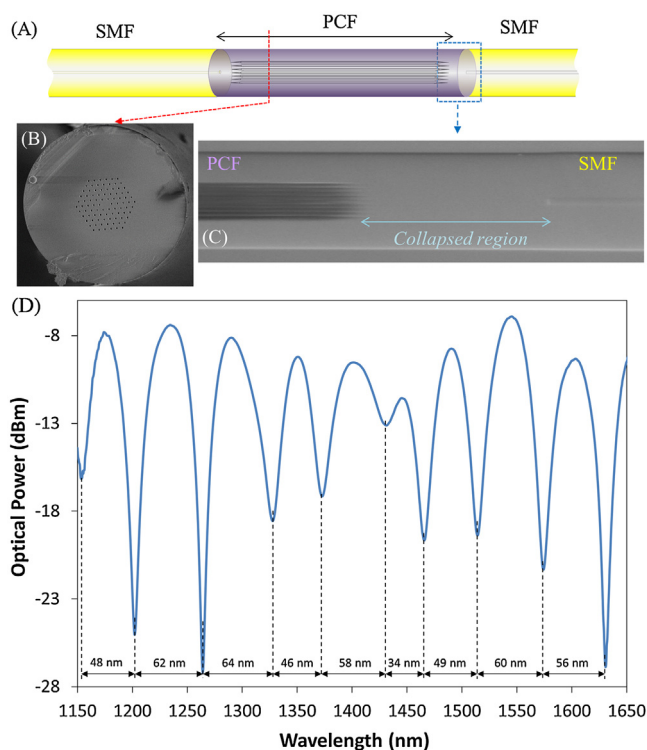 (A)
SMF
PCF
SMF
(B)
PCF
SMF
(C)
Collapsed region
(D)
Optical Power (dBm)
-8
-13
-18
-23
-28
48 nm 62 nm 64 nm 46 nm 58 nm 34 nm 49 nm 60 nm 56 nm
1150 1200 1250 1300 1350 1400 1450 1500 1550 1600 1650
Wavelength (nm)